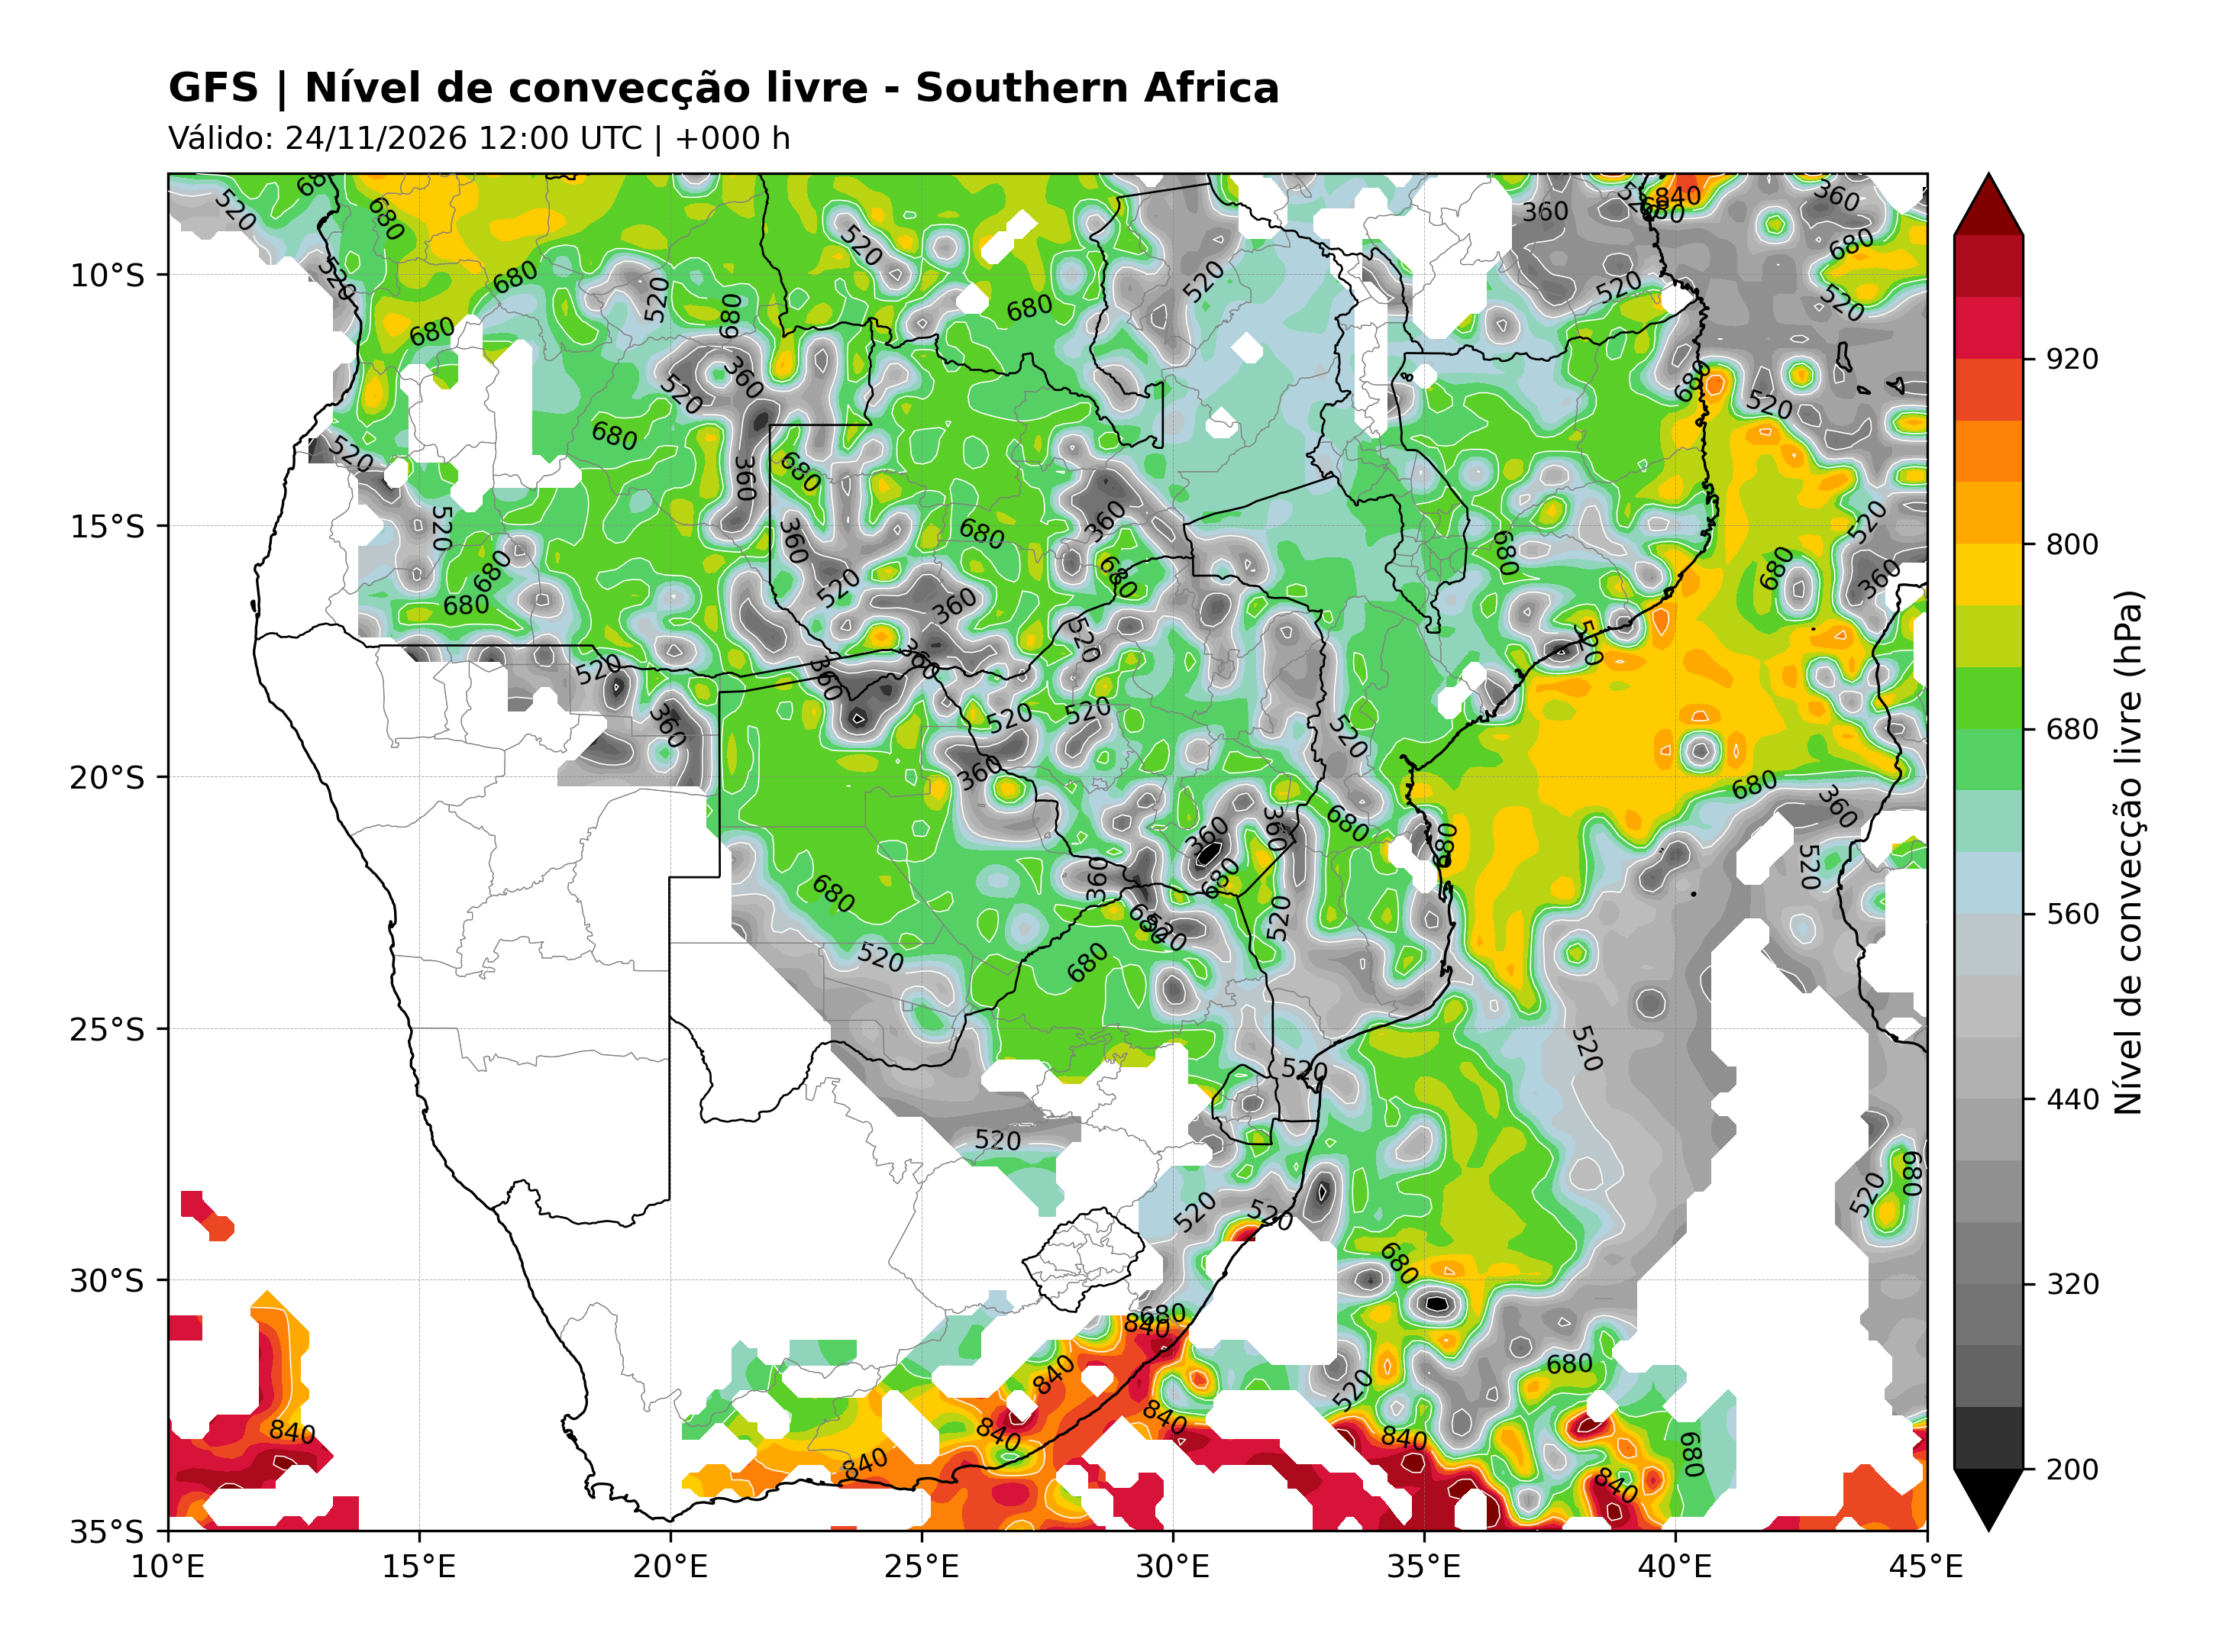 GFS | Nível de convecção livre - Southern Africa
Válido: 24/11/2026 12:00 UTC | +000 h
10°S
15°S
20°S
25°S
30°S
35°S
10°E 15°E 20°E 25°E 30°E 35°E 40°E 45°E
920
800
680
560
440
320
200
Nível de convecção livre (hPa)